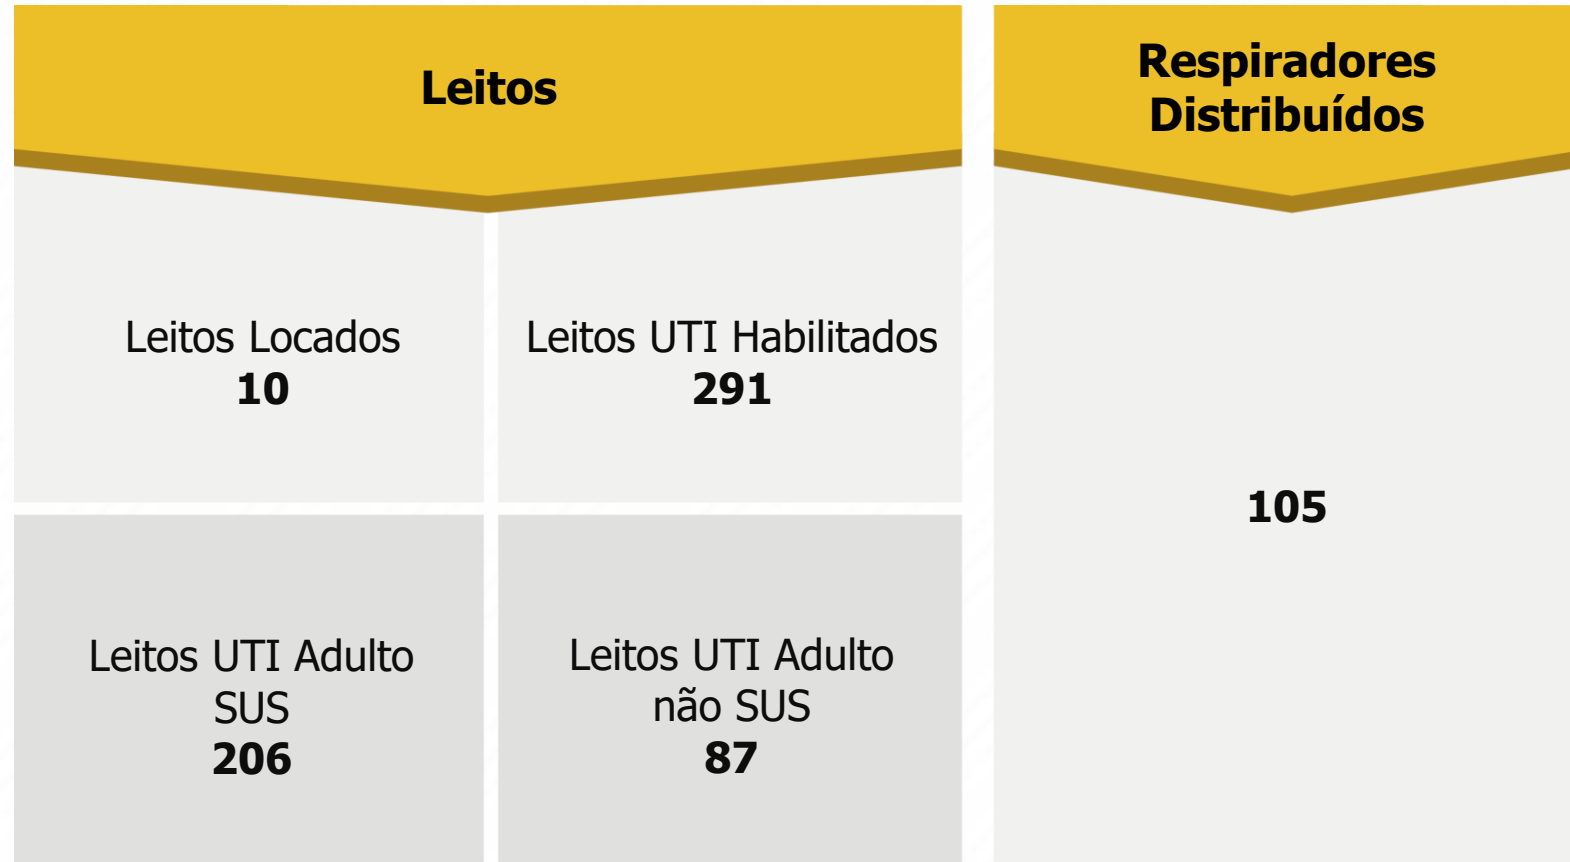 Leitos
Respiradores
Distribuídos
Leitos Locados
10
Leitos UTI Habilitados
291
Leitos UTI Adulto
SUS
206
Leitos UTI Adulto
não SUS
87
105